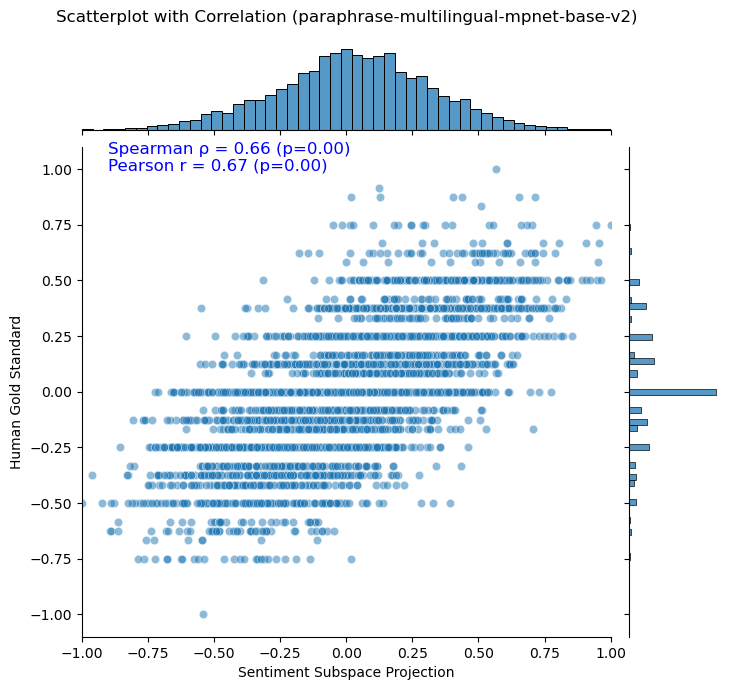 Scatterplot with Correlation (paraphrase-multilingual-mpnet-base-v2)
Spearman ρ = 0.66 (p=0.00)
Pearson r = 0.67 (p=0.00)
1.00
0.75
0.50
0.25
0.00
−0.25
−0.50
−0.75
−1.00
Human Gold Standard
−1.00 −0.75 −0.50 −0.25 0.00 0.25 0.50 0.75 1.00
Sentiment Subspace Projection